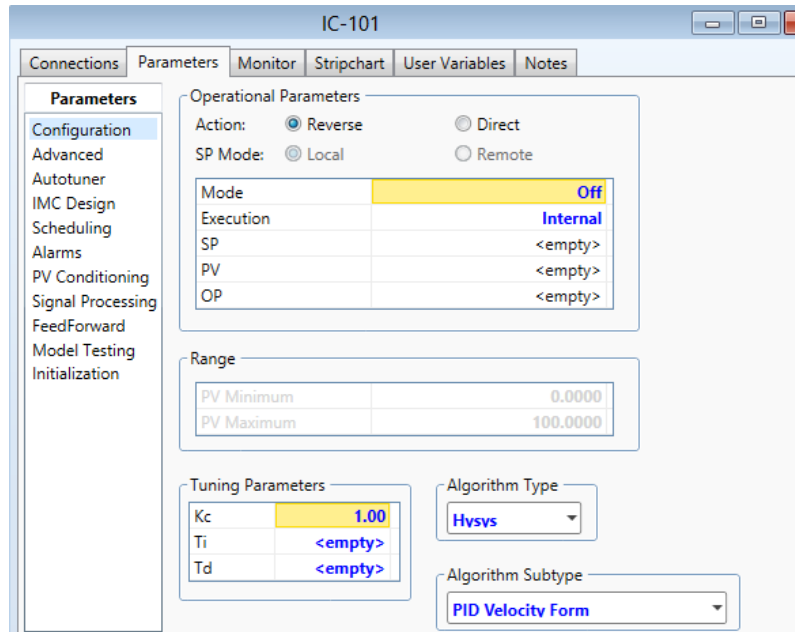 IC-101
Connections Parameters Monitor Stripchart User Variables Notes
Parameters
Configuration
Advanced
Autotuner
IMC Design
Scheduling
Alarms
PV Conditioning
Signal Processing
FeedForward
Model Testing
Initialization
Operational Parameters
Action: Reverse Direct
SP Mode: Local Remote
Mode Off
Execution Internal
SP <empty>
PV <empty>
OP <empty>
Range
PV Minimum 0.0000
PV Maximum 100.0000
Tuning Parameters
Kc 1.00
Ti <empty>
Td <empty>
Algorithm Type
Hysys
Algorithm Subtype
PID Velocity Form